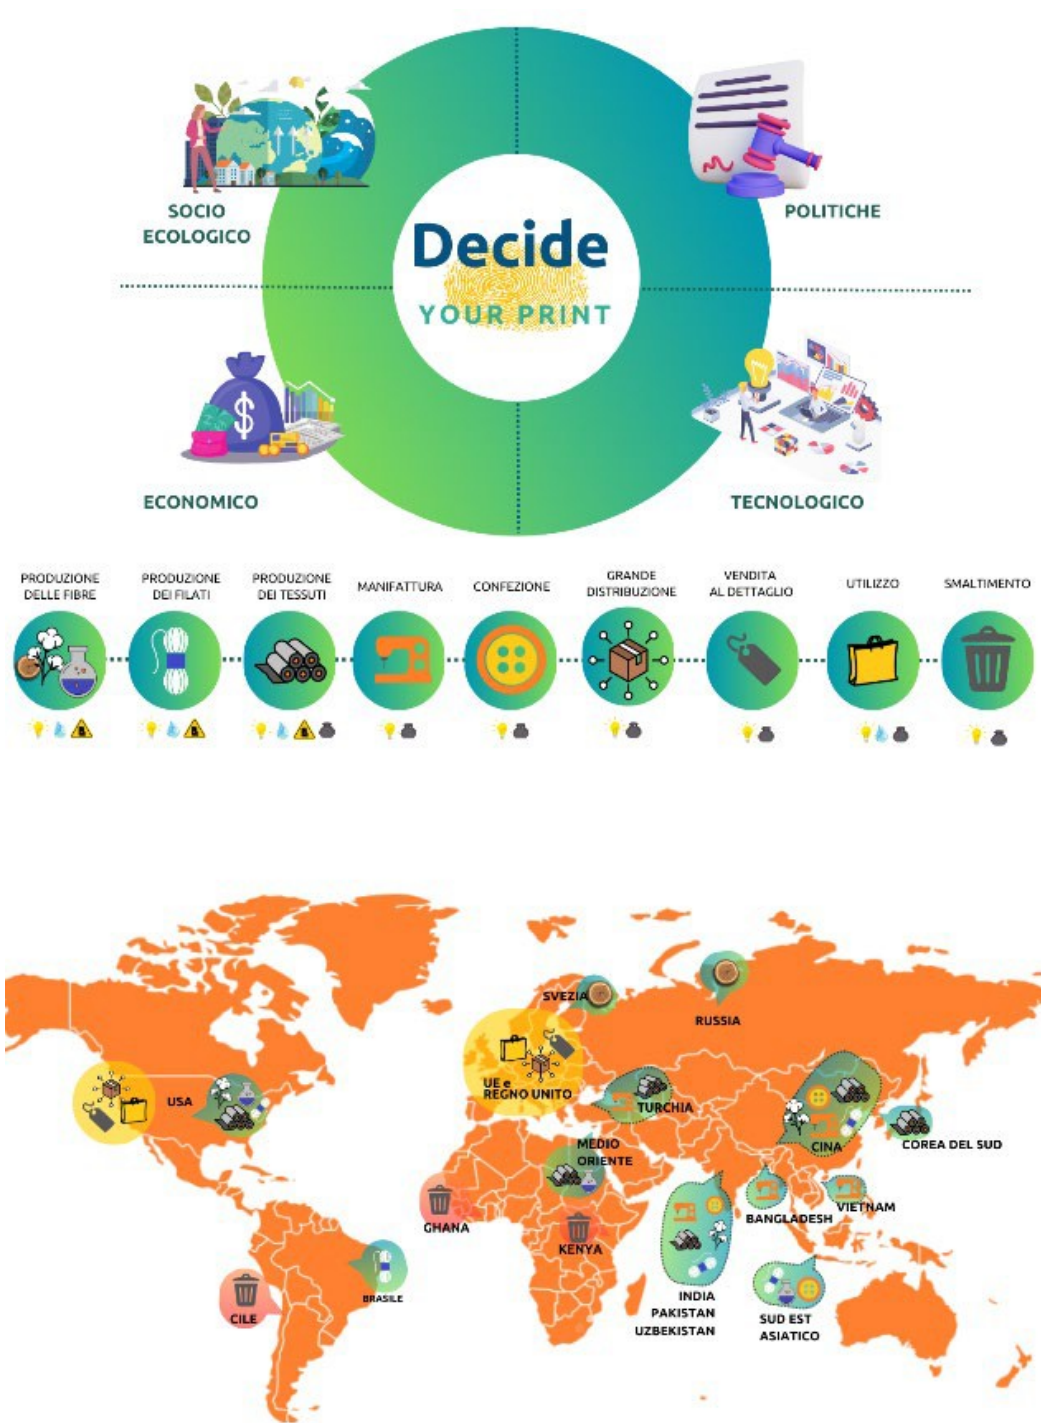 Decide
YOUR PRINT
SOCIO
ECOLOGICO
POLITICHE
ECONOMICO
TECNOLOGICO
PRODUZIONE
DELLE FIBRE
PRODUZIONE
DEI FILATI
PRODUZIONE
DEI TESSUTI
MANIFATTURA
CONFEZIONE
GRANDE
DISTRIBUZIONE
VENDITA
AL DETTAGLIO
UTILIZZO
SMALTIMENTO
SVEZIA
RUSSIA
USA
UE e
REGNO UNITO
TURCHIA
CINA
COREA DEL SUD
MEDIO
ORIENTE
GHANA
KENYA
BANGLADESH
VIETNAM
BRASILE
CILE
INDIA
PAKISTAN
UZBEKISTAN
SUD EST
ASIATICO